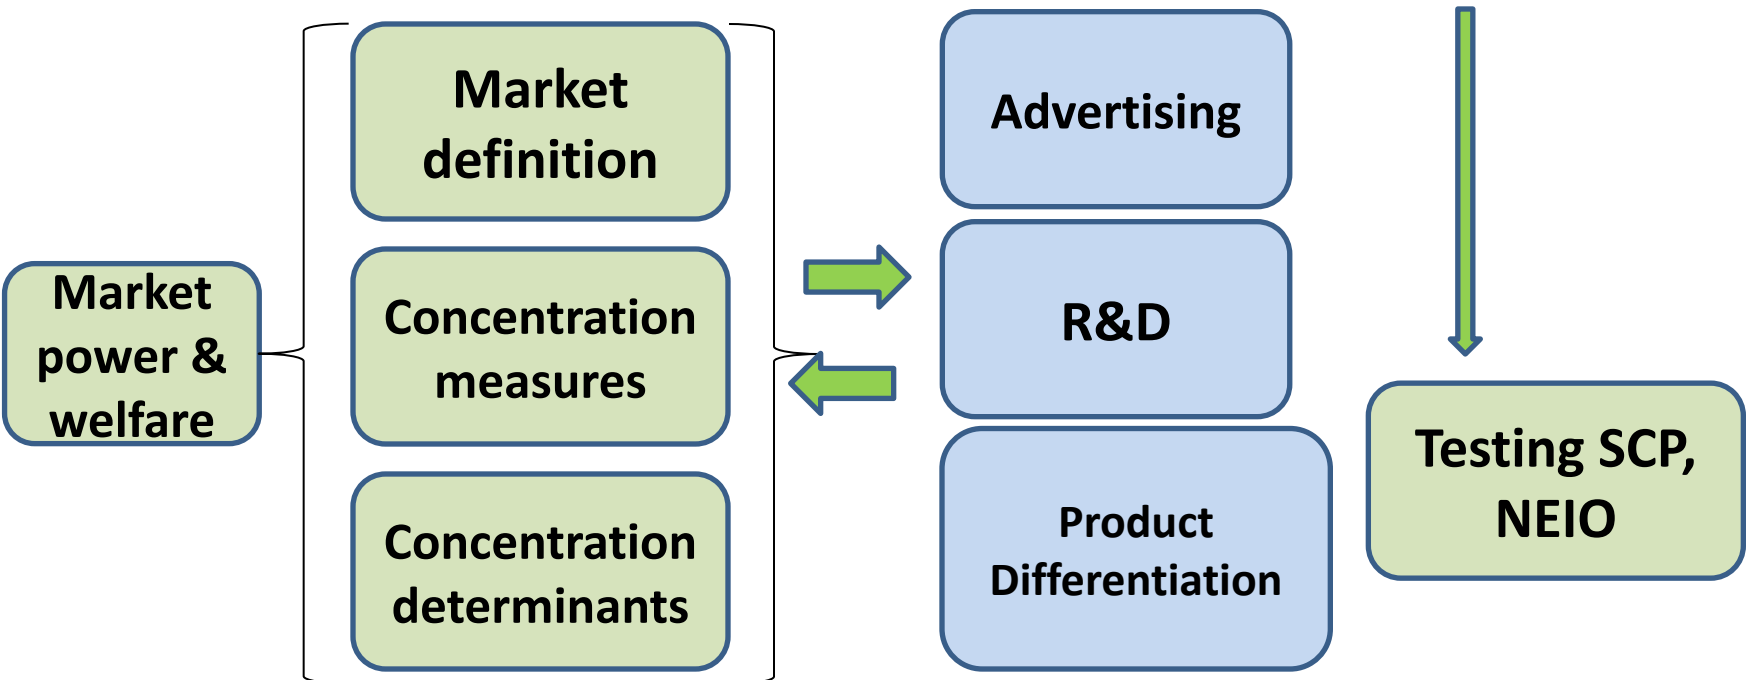 Market
power &
welfare
Market
definition
Concentration
measures
Concentration
determinants
Advertising
R&D
Product
Differentiation
Testing SCP,
NEIO